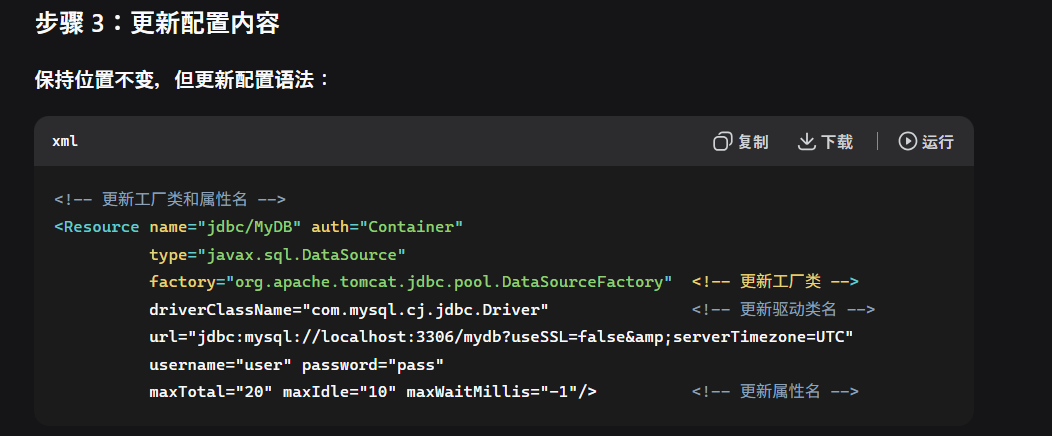 步骤 3：更新配置内容
保持位置不变，但更新配置语法：
xml 复制 下载 运行
<!-- 更新工厂类和属性名 -->
<Resource name="jdbc/MyDB" auth="Container"
type="javax.sql.DataSource"
factory="org.apache.tomcat.jdbc.pool.DataSourceFactory" <!-- 更新工厂类 -->
driverClassName="com.mysql.cj.jdbc.Driver" <!-- 更新驱动类名 -->
url="jdbc:mysql://localhost:3306/mydb?useSSL=false&amp;serverTimezone=UTC"
username="user" password="pass"
maxTotal="20" maxIdle="10" maxWaitMillis="-1"/> <!-- 更新属性名 -->